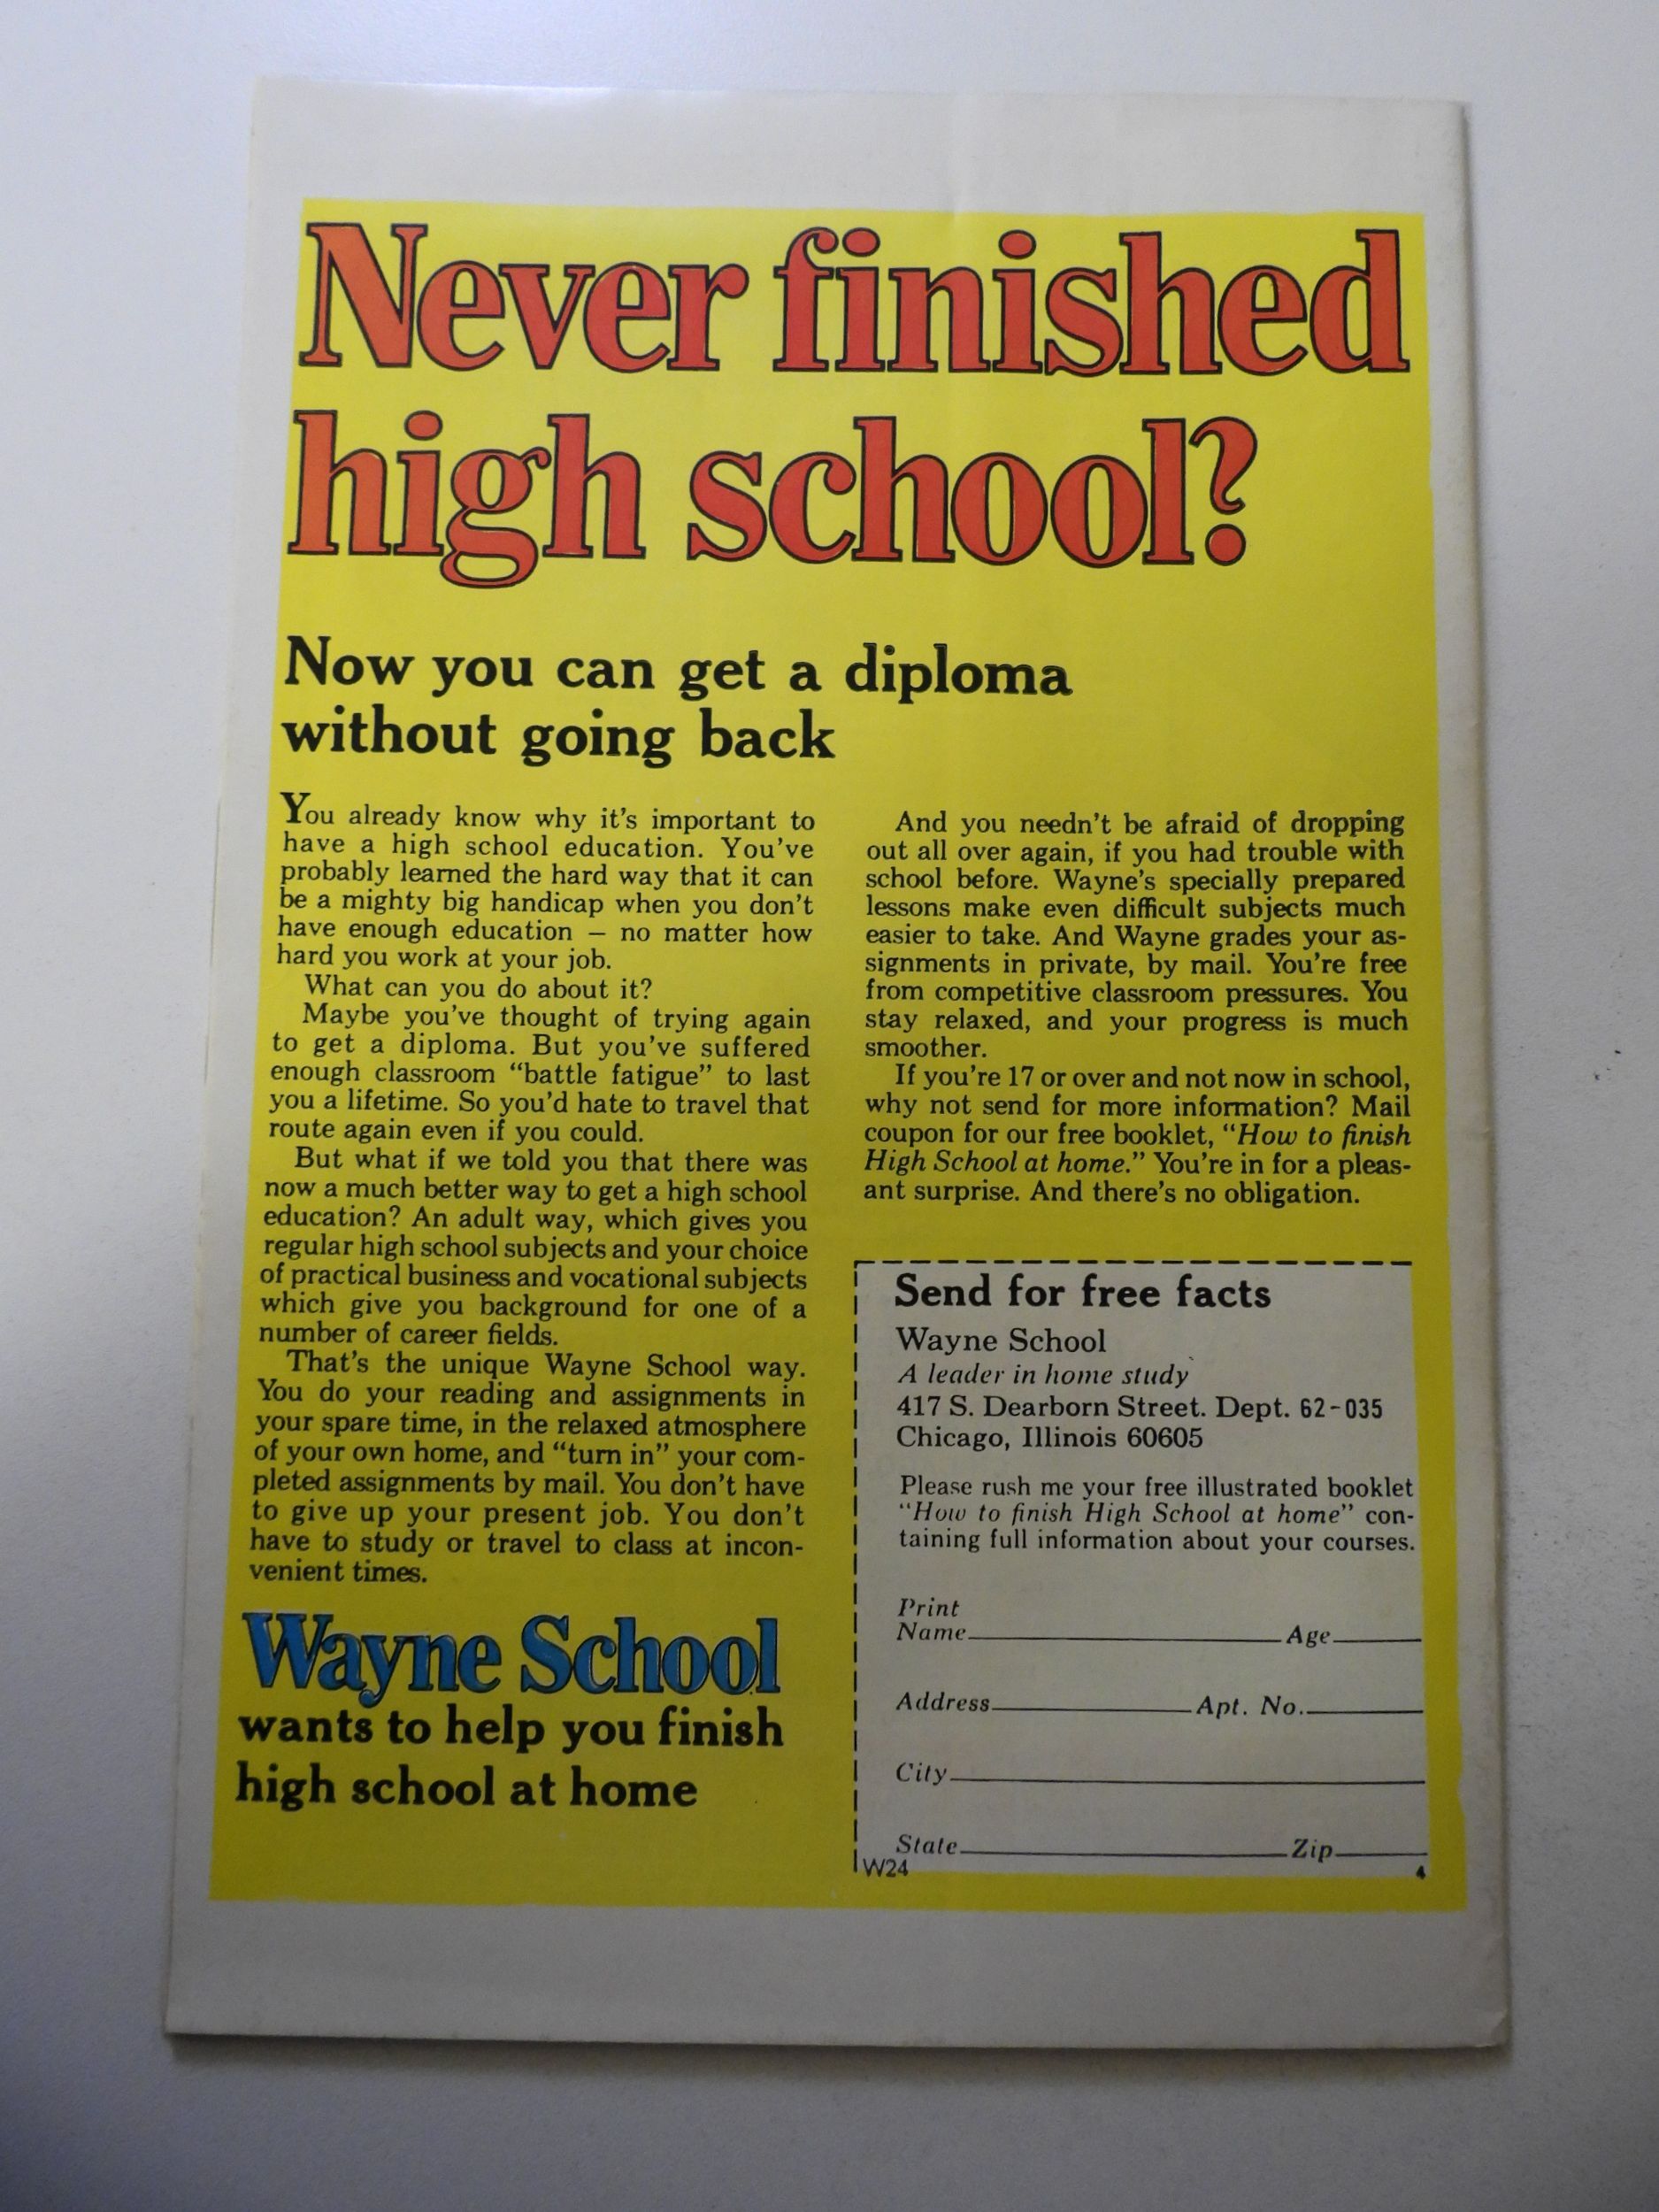 Never finished
high school?
Now you can get a diploma
without going back
You already know why it's important to
have a high school education. You've
probably learned the hard way that it can
be a mighty big handicap when you don't
have enough education – no matter how
hard you work at your job.
What can you do about it?
Maybe you've thought of trying again
to get a diploma. But you've suffered
enough classroom “battle fatigue” to last
you a lifetime. So you'd hate to travel that
route again even if you could.
But what if we told you that there was
now a much better way to get a high school
education? An adult way, which gives you
regular high school subjects and your choice
of practical business and vocational subjects
which give you background for one of a
number of career fields.
That's the unique Wayne School way.
You do your reading and assignments in
your spare time, in the relaxed atmosphere
of your own home, and “turn in” your com-
pleted assignments by mail. You don't have
to give up your present job. You don't
have to study or travel to class at incon-
venient times.
Wayne School
wants to help you finish
high school at home
And you needn't be afraid of dropping
out all over again, if you had trouble with
school before. Wayne's specially prepared
lessons make even difficult subjects much
easier to take. And Wayne grades your as-
signments in private, by mail. You're free
from competitive classroom pressures. You
stay relaxed, and your progress is much
smoother.
If you're 17 or over and not now in school,
why not send for more information? Mail
coupon for our free booklet, “How to finish
High School at home.” You're in for a pleas-
ant surprise. And there's no obligation.
Send for free facts
Wayne School
A leader in home study
417 S. Dearborn Street. Dept. 62-035
Chicago, Illinois 60605
Please rush me your free illustrated booklet
“How to finish High School at home” con-
taining full information about your courses.
Print
Name Age
Address Apt. No.
City
State Zip
W24 4